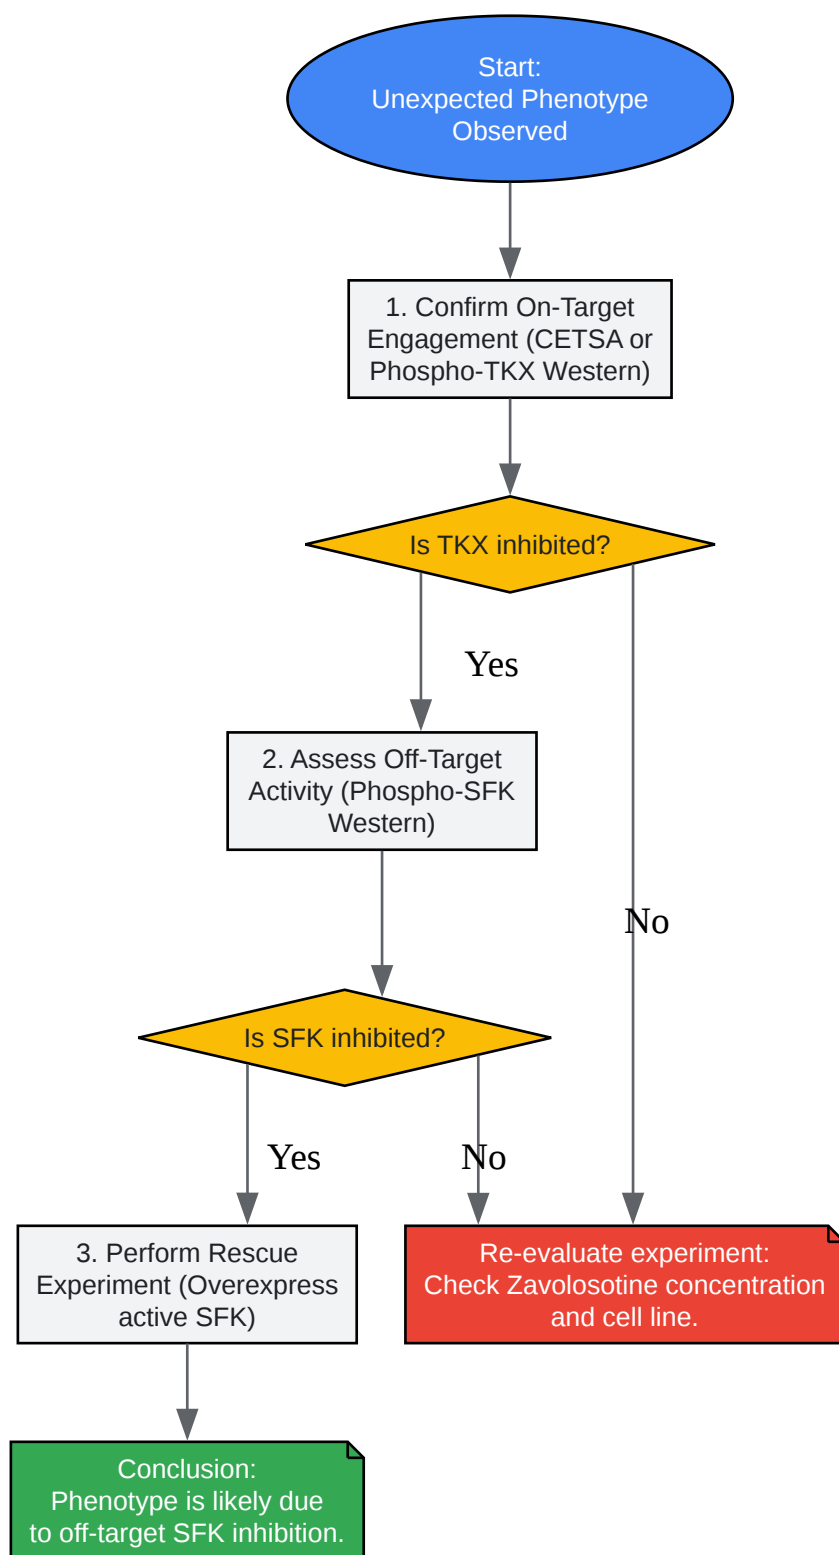 Start:
Unexpected Phenotype
Observed
1. Confirm On-Target
Engagement (CETSA or
Phospho-TKX Western)
Is TKX inhibited?
Yes
2. Assess Off-Target
Activity (Phospho-SFK
Western)
No
Is SFK inhibited?
Yes
No
3. Perform Rescue
Experiment (Overexpress
active SFK)
Re-evaluate experiment:
Check Zavolosotine concentration
and cell line.
Conclusion:
Phenotype is likely due
to off-target SFK inhibition.